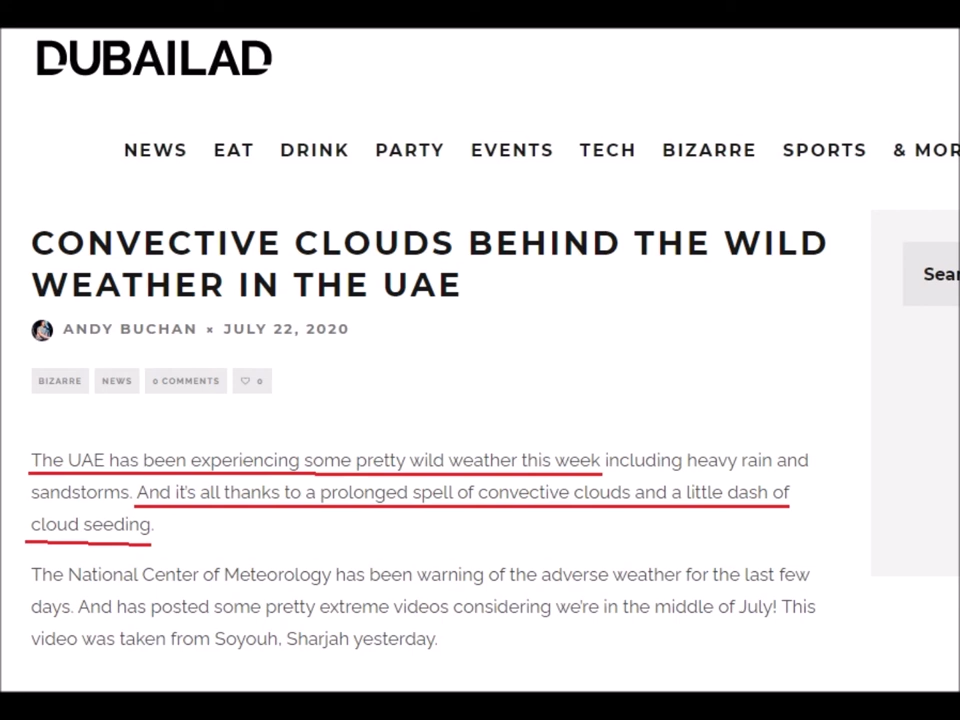 DUBAILAD
NEWS EAT DRINK PARTY EVENTS TECH BIZARRE SPORTS & MOR
CONVECTIVE CLOUDS BEHIND THE WILD
WEATHER IN THE UAE
ANDY BUCHAN × JULY 22, 2020
BIZARRE NEWS 0 COMMENTS 0
Sear
The UAE has been experiencing some pretty wild weather this week including heavy rain and
sandstorms. And it's all thanks to a prolonged spell of convective clouds and a little dash of
cloud seeding.
The National Center of Meteorology has been warning of the adverse weather for the last few
days. And has posted some pretty extreme videos considering we're in the middle of July! This
video was taken from Soyouh, Sharjah yesterday.